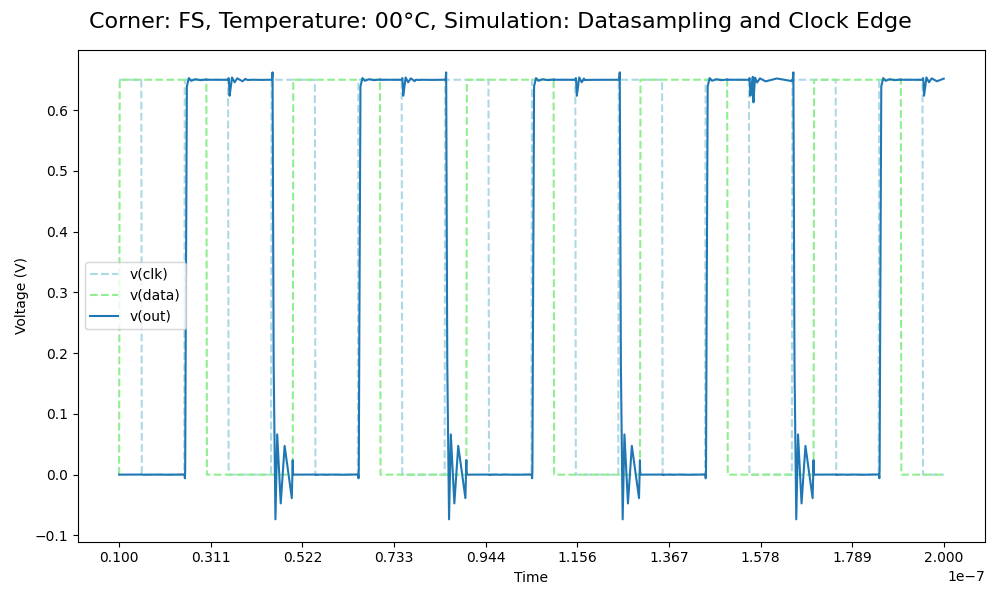 Corner: FS, Temperature: 00°C, Simulation: Datasampling and Clock Edge
Voltage (V)
0.6
0.5
0.4
0.3
0.2
0.1
0.0
−0.1
v(clk)
v(data)
v(out)
0.100 0.311 0.522 0.733 0.944 1.156 1.367 1.578 1.789 2.000
1e−7
Time